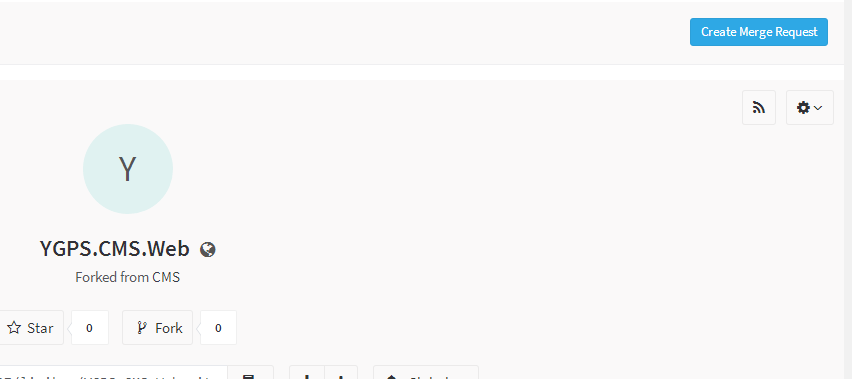 Create Merge Request
Y
YGPS.CMS.Web
Forked from CMS
Star 0 Fork 0